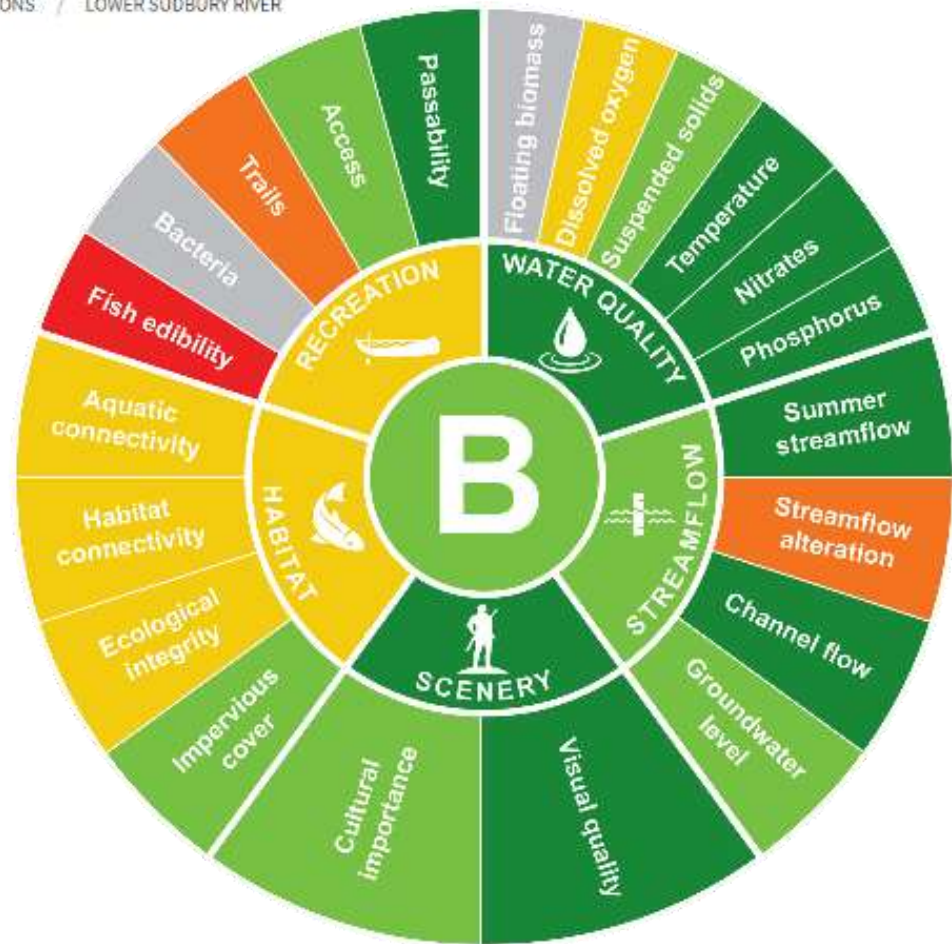 ONS / LOWER SUDBURY RIVER
Floating biomass
Dissolved oxygen
Suspended solids
Temperature
Nitrates
Phosphorus
Summer
streamflow
Streamflow
alteration
Channel flow
Groundwater
level
Visual quality
Cultural
importance
Impervious
cover
Ecological
integrity
Habitat
connectivity
Aquatic
connectivity
Fish edibility
Bacteria
Trails
Access
Passability
RECREATION
WATER QUALITY
STREAMFLOW
SCENERY
HABITAT
B